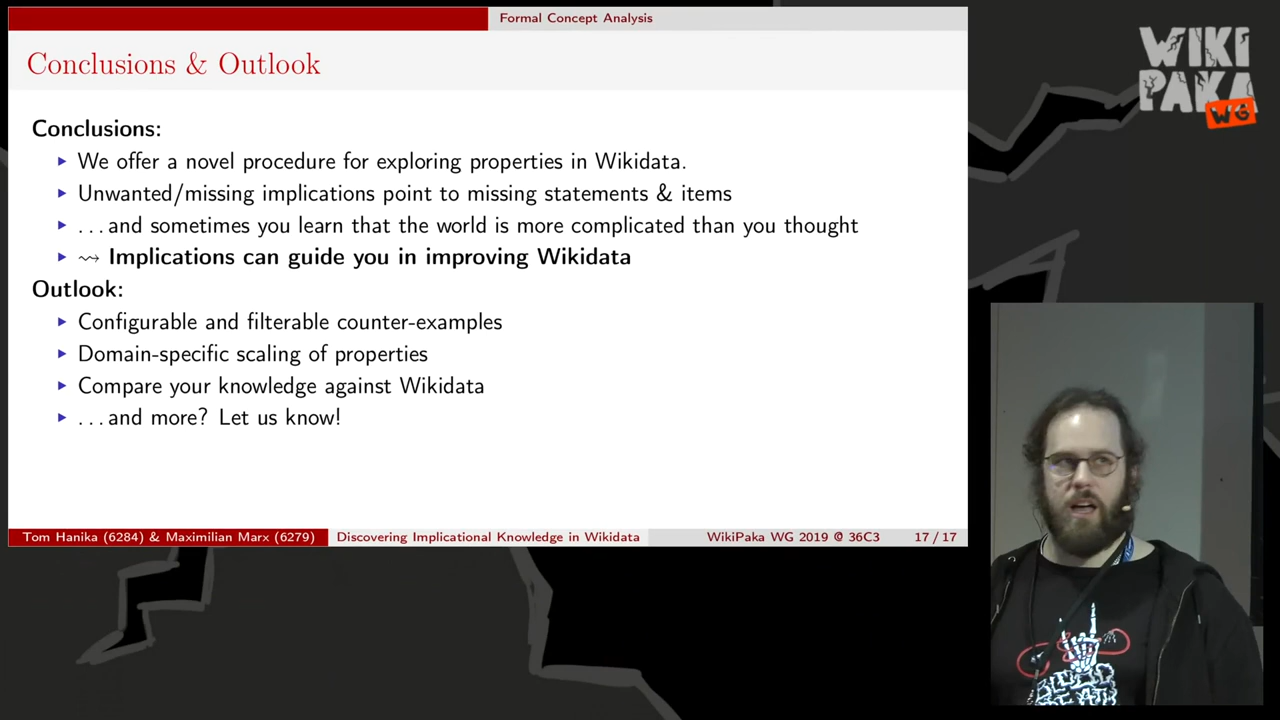 Formal Concept Analysis
WIKI
PAKA
WG
Conclusions & Outlook
Conclusions:
▸ We offer a novel procedure for exploring properties in Wikidata.
▸ Unwanted/missing implications point to missing statements & items
▸ ...and sometimes you learn that the world is more complicated than you thought
▸ ⇝ Implications can guide you in improving Wikidata
Outlook:
▸ Configurable and filterable counter-examples
▸ Domain-specific scaling of properties
▸ Compare your knowledge against Wikidata
▸ ...and more? Let us know!
Tom Hanika (6284) & Maximilian Marx (6279) Discovering Implicational Knowledge in Wikidata WikiPaka WG 2019 @ 36C3 17 / 17